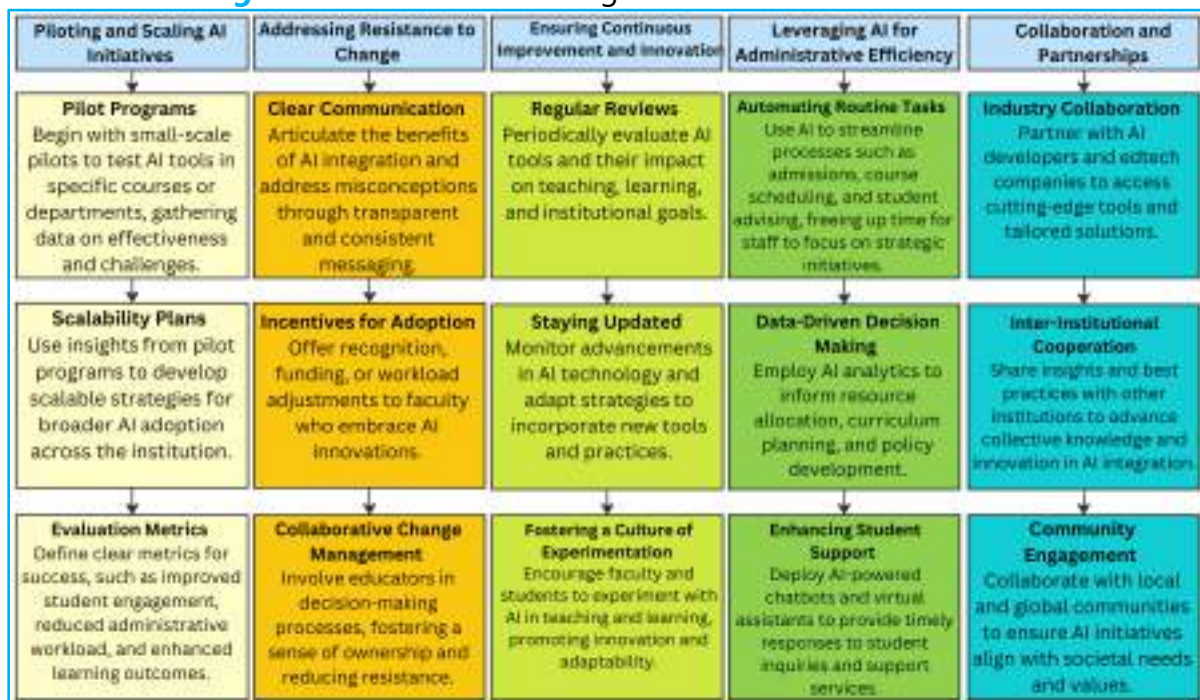 Piloting and Scaling AI
Initiatives
Pilot Programs
Begin with small-scale
pilots to test AI tools in
specific courses or
departments, gathering
data on effectiveness
and challenges.
Scalability Plans
Use insights from pilot
programs to develop
scalable strategies for
broader AI adoption
across the institution.
Evaluation Metrics
Define clear metrics for
success, such as improved
student engagement,
reduced administrative
workload, and enhanced
learning outcomes.
Addressing Resistance to
Change
Clear Communication
Articulate the benefits
of AI integration and
address misconceptions
through transparent
and consistent
messaging.
Incentives for Adoption
Offer recognition,
funding, or workload
adjustments to faculty
who embrace AI
innovations.
Collaborative Change
Management
Involve educators in
decision-making
processes, fostering a
sense of ownership and
reducing resistance.
Ensuring Continuous
Improvement and Innovation
Regular Reviews
Periodically evaluate AI
tools and their impact
on teaching, learning,
and institutional goals.
Staying Updated
Monitor advancements
in AI technology and
adapt strategies to
incorporate new tools
and practices.
Fostering a Culture of
Experimentation
Encourage faculty and
students to experiment with
AI in teaching and learning,
promoting innovation and
adaptability.
Leveraging AI for
Administrative Efficiency
Automating Routine Tasks
Use AI to streamline
processes such as
admissions, course
scheduling, and student
advising, freeing up time for
staff to focus on strategic
initiatives.
Data-Driven Decision
Making
Employ AI analytics to
inform resource
allocation, curriculum
planning, and policy
development.
Enhancing Student
Support
Deploy AI-powered
chatbots and virtual
assistants to provide timely
responses to student
inquiries and support
services.
Collaboration and
Partnerships
Industry Collaboration
Partner with AI
developers and edtech
companies to access
cutting-edge tools and
tailored solutions.
Inter-Institutional
Cooperation
Share insights and best
practices with other
institutions to advance
collective knowledge and
innovation in AI integration.
Community
Engagement
Collaborate with local
and global communities
to ensure AI initiatives
align with societal needs
and values.